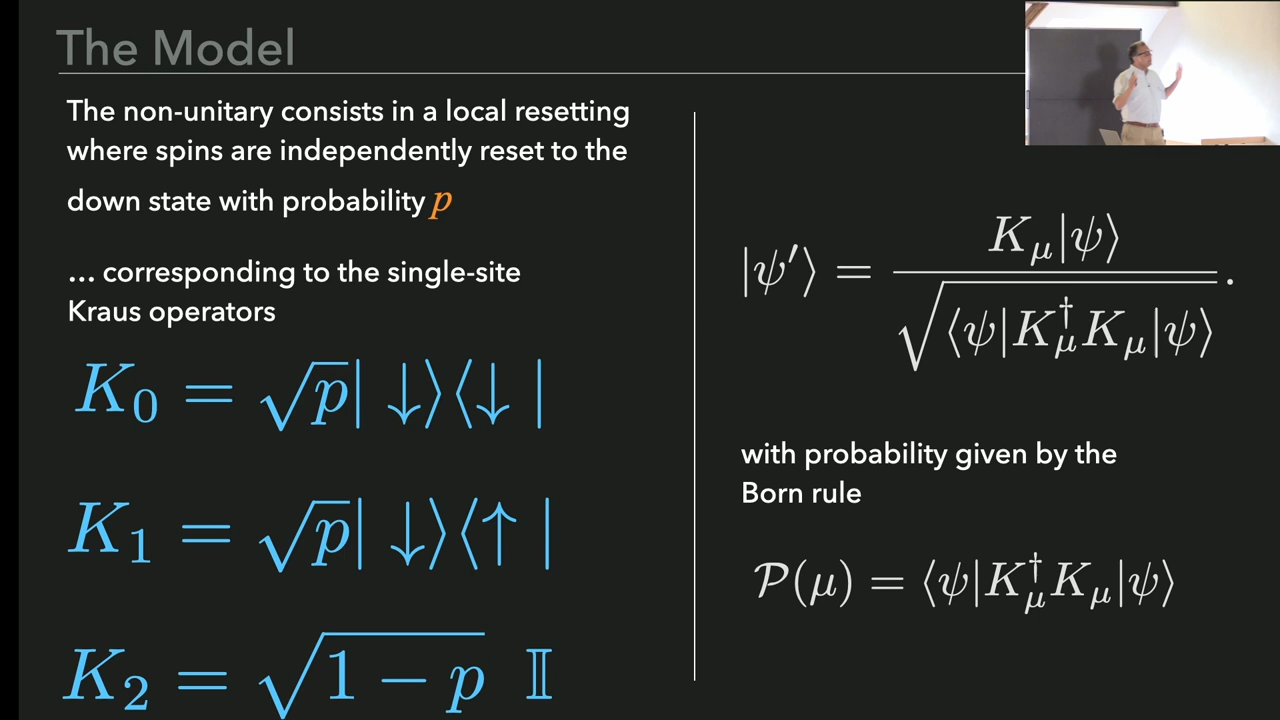 The Model
The non-unitary consists in a local resetting
where spins are independently reset to the
down state with probability p
... corresponding to the single-site
Kraus operators
K₀ = √p| ↓⟩⟨↓ |
K₁ = √p| ↓⟩⟨↑ |
K₂ = √(1 − p) 𝕀
|ψ′⟩ = K_μ|ψ⟩ / √⟨ψ|K_μ^†K_μ|ψ⟩.
with probability given by the
Born rule
𝒫(μ) = ⟨ψ|K_μ^†K_μ|ψ⟩